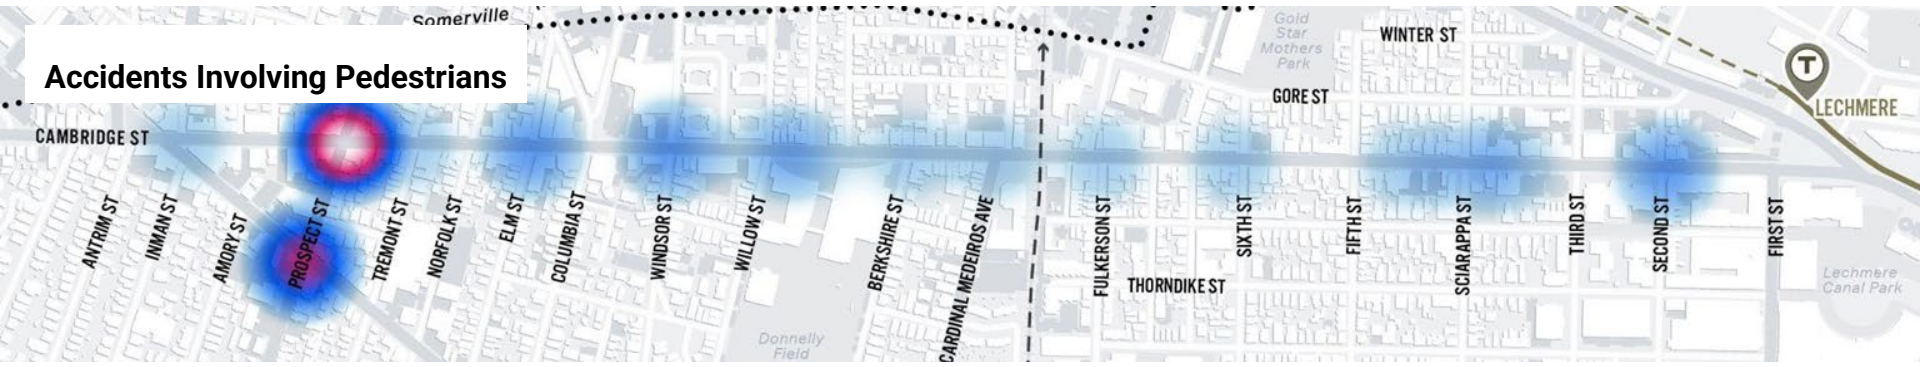 Somerville
Accidents Involving Pedestrians
CAMBRIDGE ST
ANTRIM ST
INMAN ST
AMORY ST
PROSPECT ST
TREMONT ST
NORFOLK ST
ELM ST
COLUMBIA ST
WINDSOR ST
WILLOW ST
Donnelly
Field
BERKSHIRE ST
CARDINAL MEDEIROS AVE
FULKERSON ST
THORNDIKE ST
SIXTH ST
GORE ST
Gold
Star
Mothers
Park
WINTER ST
FIFTH ST
SCIARAPPA ST
THIRD ST
SECOND ST
FIRST ST
T
LECHMERE
Lechmere
Canal Park